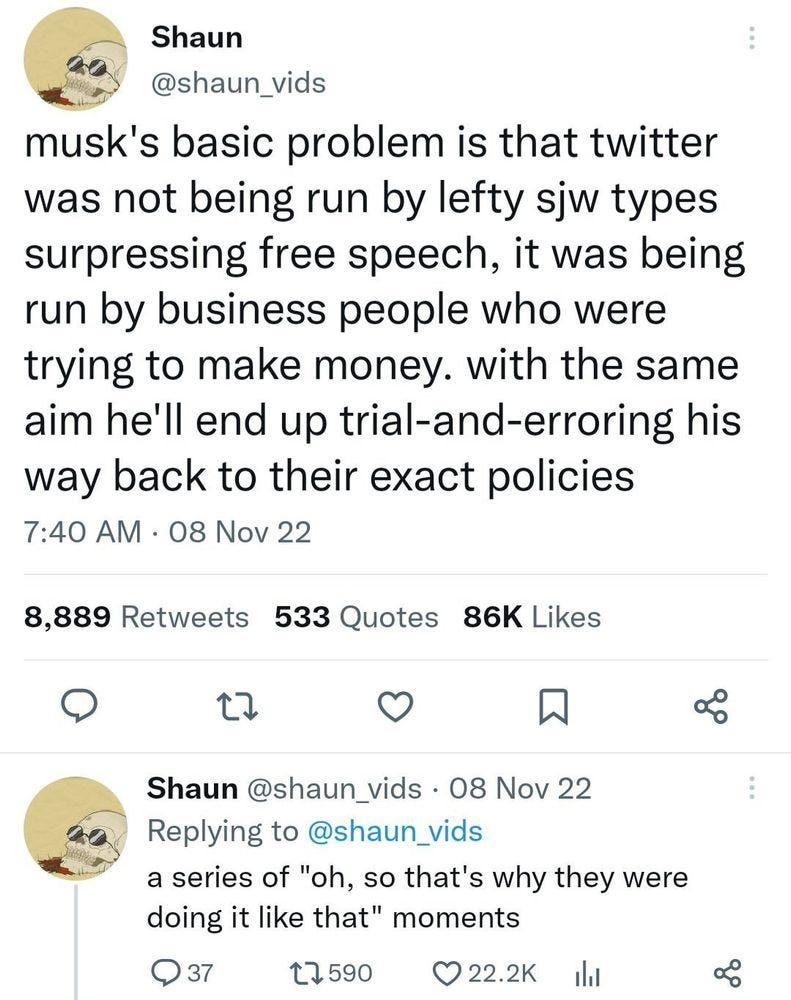 Shaun
@shaun_vids
musk's basic problem is that twitter
was not being run by lefty sjw types
surpressing free speech, it was being
run by business people who were
trying to make money. with the same
aim he'll end up trial-and-erroring his
way back to their exact policies
7:40 AM · 08 Nov 22
8,889 Retweets 533 Quotes 86K Likes
Shaun @shaun_vids · 08 Nov 22
Replying to @shaun_vids
a series of "oh, so that's why they were
doing it like that" moments
37 590 22.2K